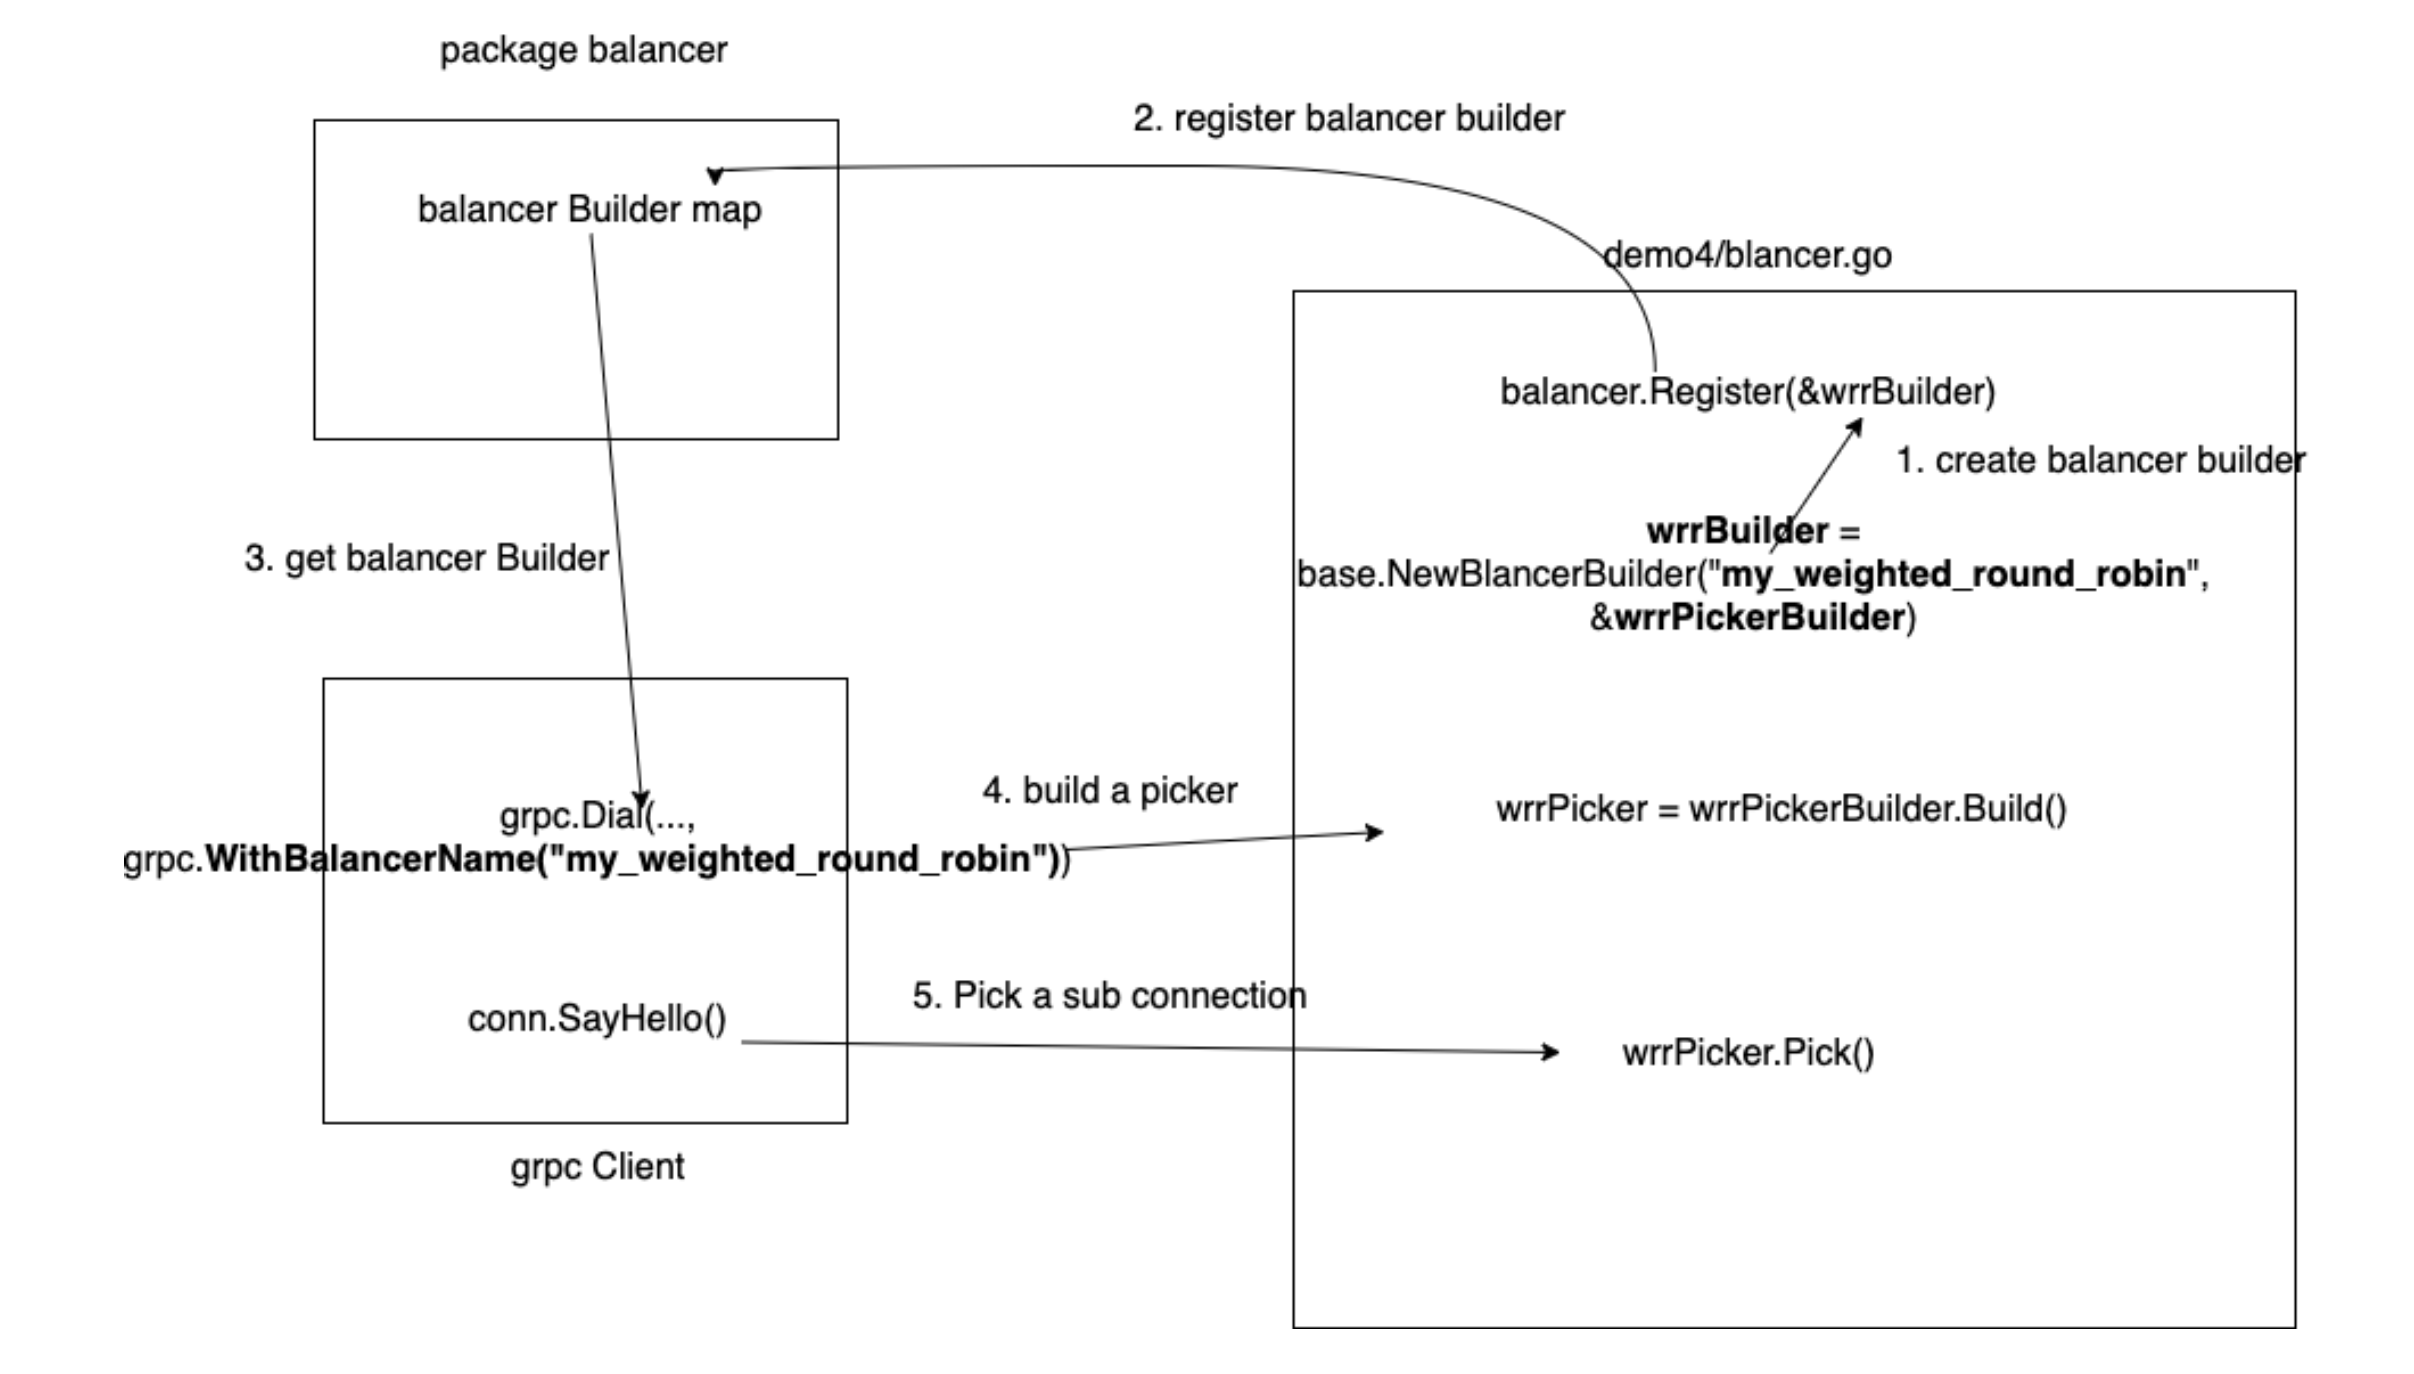 package balancer
2. register balancer builder
balancer Builder map
demo4/blancer.go
balancer.Register(&wrrBuilder)
1. create balancer builder
wrrBuilder =
base.NewBlancerBuilder("my_weighted_round_robin",
&wrrPickerBuilder)
3. get balancer Builder
grpc.Dial(...,
grpc.WithBalancerName("my_weighted_round_robin"))
4. build a picker
wrrPicker = wrrPickerBuilder.Build()
conn.SayHello()
5. Pick a sub connection
wrrPicker.Pick()
grpc Client